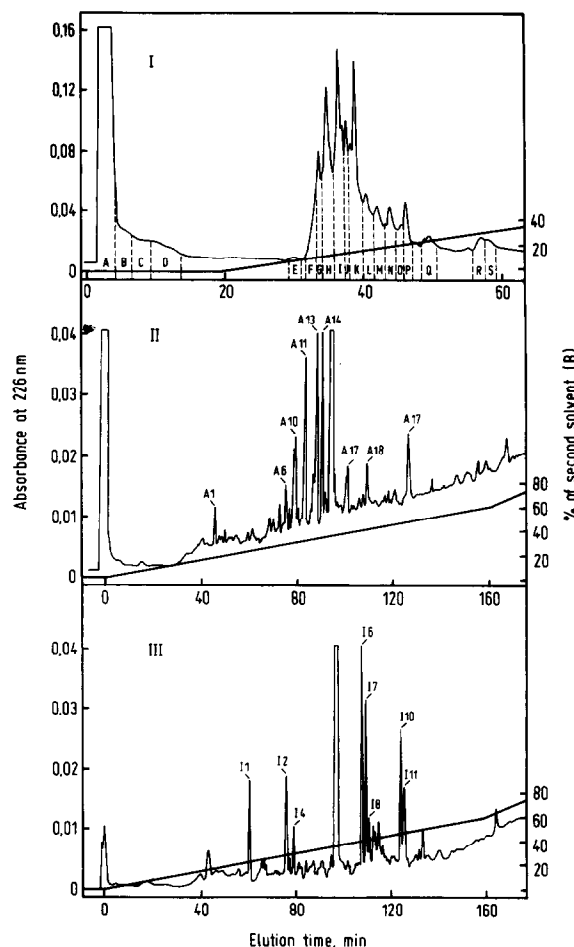 0,16
I
0,12
0,08
0,04
0
A B C D E F G H I J K L M N O P Q R S
40
20
0 20 40 60
0,04
II
A13 A14
A11
0,03
A10
0,02
A17
A6
A17 A18
A1
0,01
0
80
60
40
20
0 40 80 120 160
III
0,04
I6
I7
0,03
I10
I1 I2
I11
0,02
I4
I8
0,01
0
80
60
40
20
0 40 80 120 160
Absorbance at 226 nm
% of second solvent (B)
Elution time, min